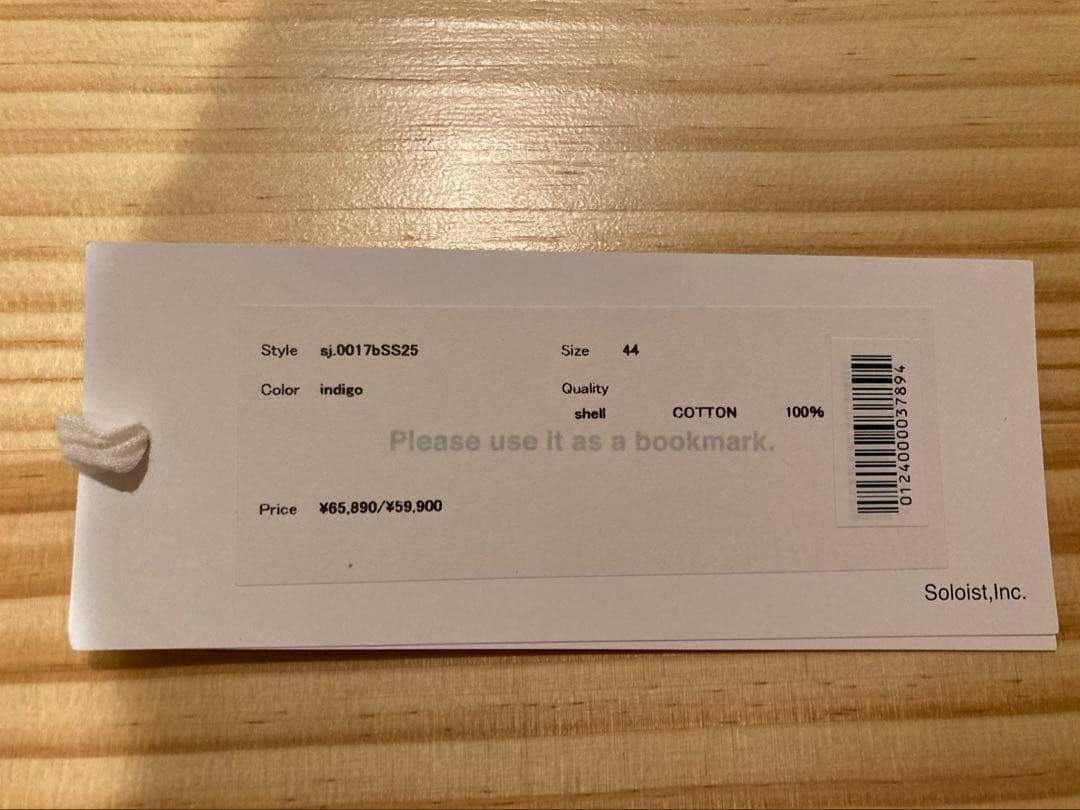 Style sj.0017bSS25 Size 44
Color indigo Quality
shell COTTON 100%
Please use it as a bookmark.
Price ¥65,890/¥59,900
0124000037894
Soloist,Inc.